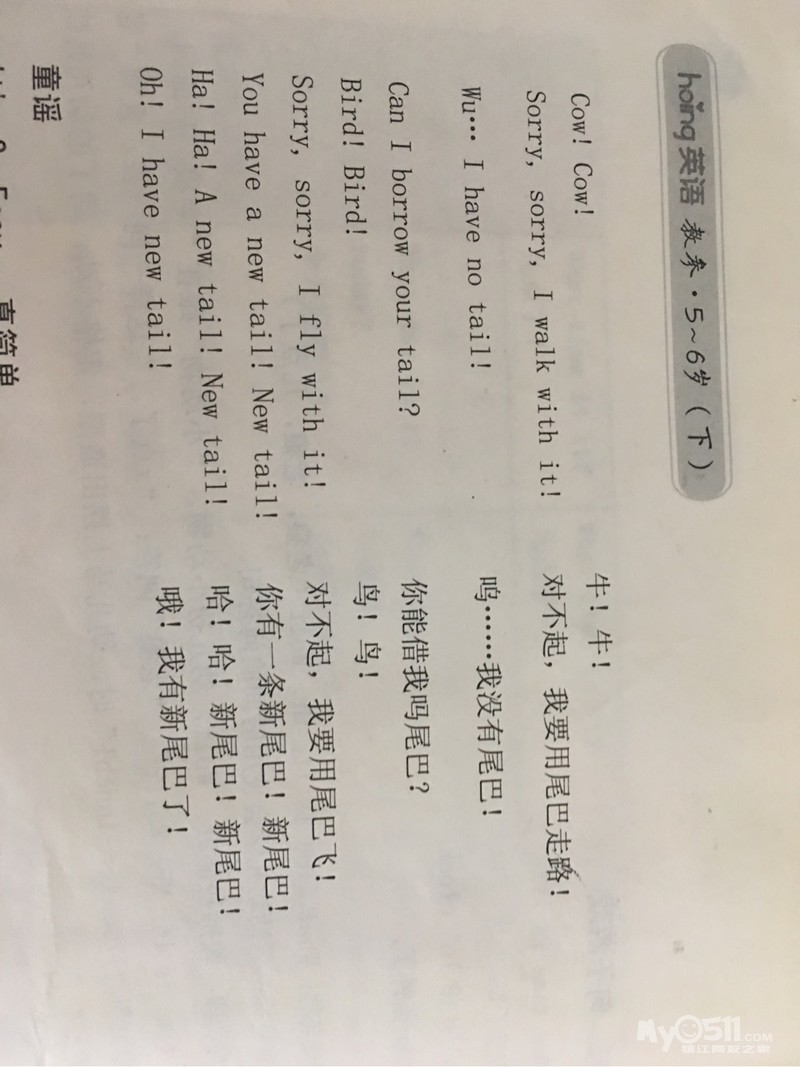 hoing英语 教参·5~6岁（下）
Cow! Cow! 牛！牛！
Sorry, sorry, I walk with it! 对不起，我要用尾巴走路！
Wu… I have no tail! 呜……我没有尾巴！
Can I borrow your tail? 你能借我吗尾巴？
Bird! Bird! 鸟！鸟！
Sorry, sorry, I fly with it! 对不起，我要用尾巴飞！
You have a new tail! New tail! 你有一条新尾巴！新尾巴！
Ha! Ha! A new tail! New tail! 哈！哈！新尾巴！新尾巴！
Oh! I have new tail! 哦！我有新尾巴了！
童谣
真简单
My0511.COM